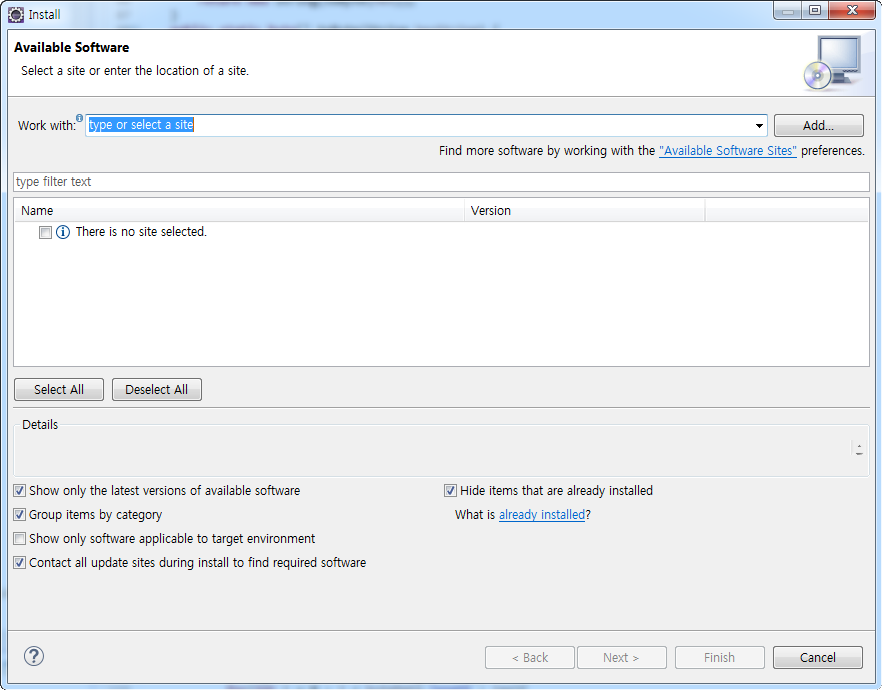 Install
Available Software
Select a site or enter the location of a site.
Work with: type or select a site Add...
Find more software by working with the "Available Software Sites" preferences.
type filter text
Name Version
There is no site selected.
Select All Deselect All
Details
Show only the latest versions of available software Hide items that are already installed
Group items by category What is already installed?
Show only software applicable to target environment
Contact all update sites during install to find required software
? < Back Next > Finish Cancel